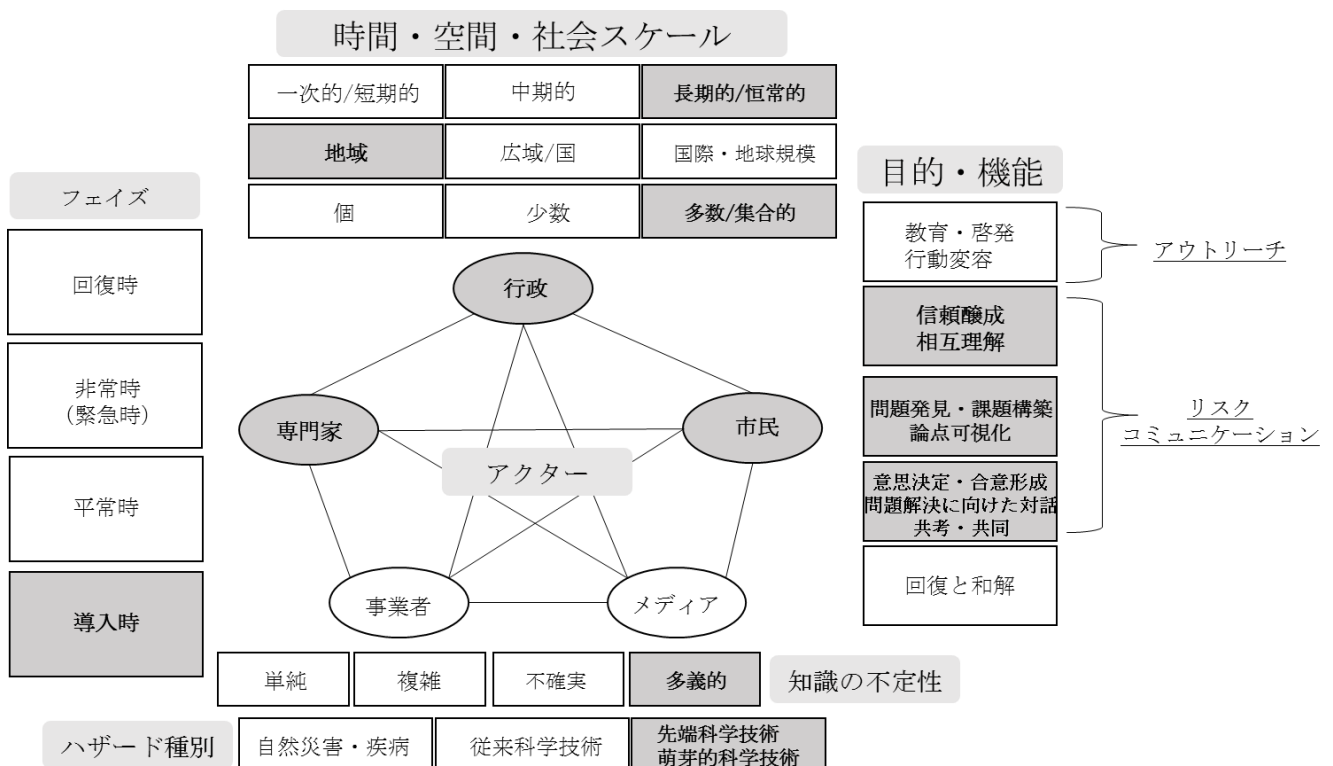 時間・空間・社会スケール
一次的/短期的
中期的
長期的/恒常的
地域
広域/国
国際・地球規模
個
少数
多数/集合的
フェイズ
回復時
非常時
(緊急時)
平常時
導入時
行政
専門家
市民
アクター
事業者
メディア
目的・機能
教育・啓発
行動変容
アウトリーチ
信頼醸成
相互理解
問題発見・課題構築
論点可視化
リスク
コミュニケーション
意思決定・合意形成
問題解決に向けた対話
共考・共同
回復と和解
単純
複雑
不確実
多義的
知識の不定性
ハザード種別
自然災害・疾病
従来科学技術
先端科学技術
萌芽的科学技術